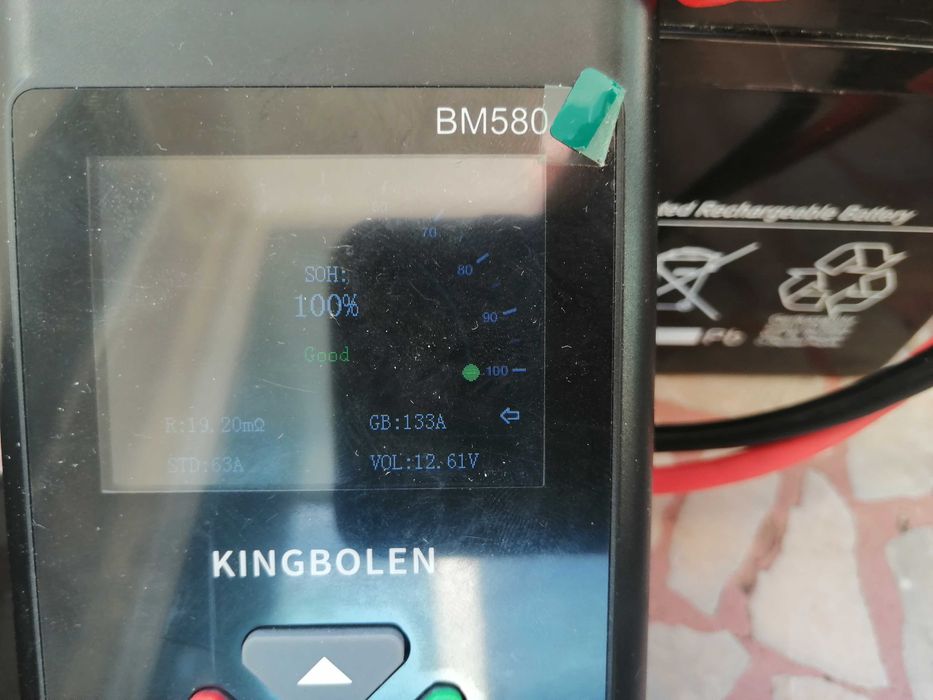 BM580
70
SOH:
80
100%
90
Good
100
R:19.20mΩ
GB:133A
STD:63A
VOL:12.61V
KINGBOLEN
Rechargeable Battery
Pb